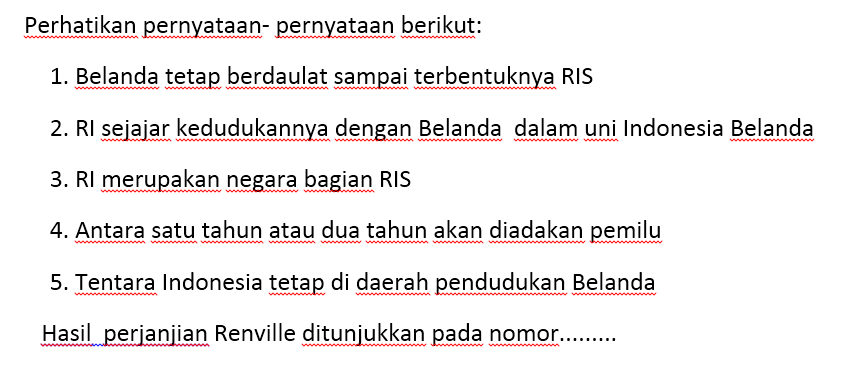 Perhatikan pernyataan- pernyataan berikut:
1. Belanda tetap berdaulat sampai terbentuknya RIS
2. RI sejajar kedudukannya dengan Belanda  dalam uni Indonesia Belanda
3. RI merupakan negara bagian RIS
4. Antara satu tahun atau dua tahun akan diadakan pemilu
5. Tentara Indonesia tetap di daerah pendudukan Belanda
Hasil  perjanjian Renville ditunjukkan pada nomor.........